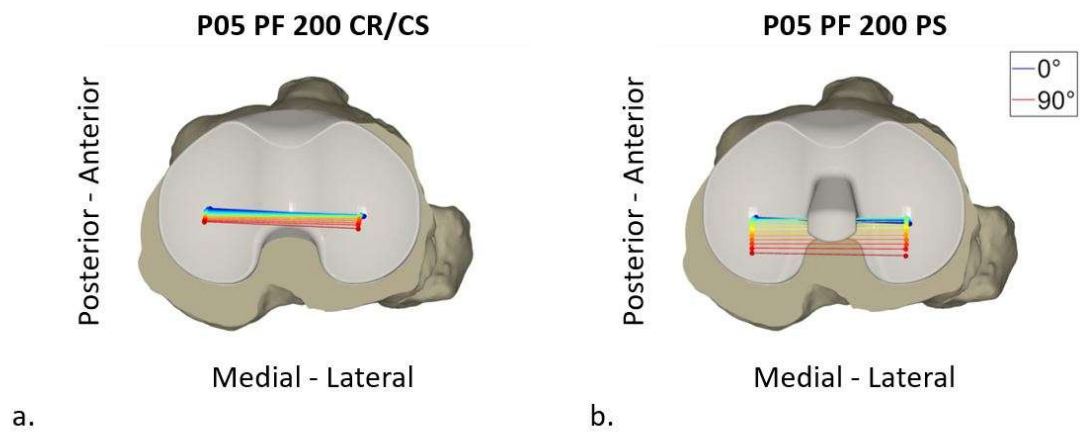 P05 PF 200 CR/CS
Posterior - Anterior
Medial - Lateral
a.
P05 PF 200 PS
Posterior - Anterior
Medial - Lateral
b.
0°
90°